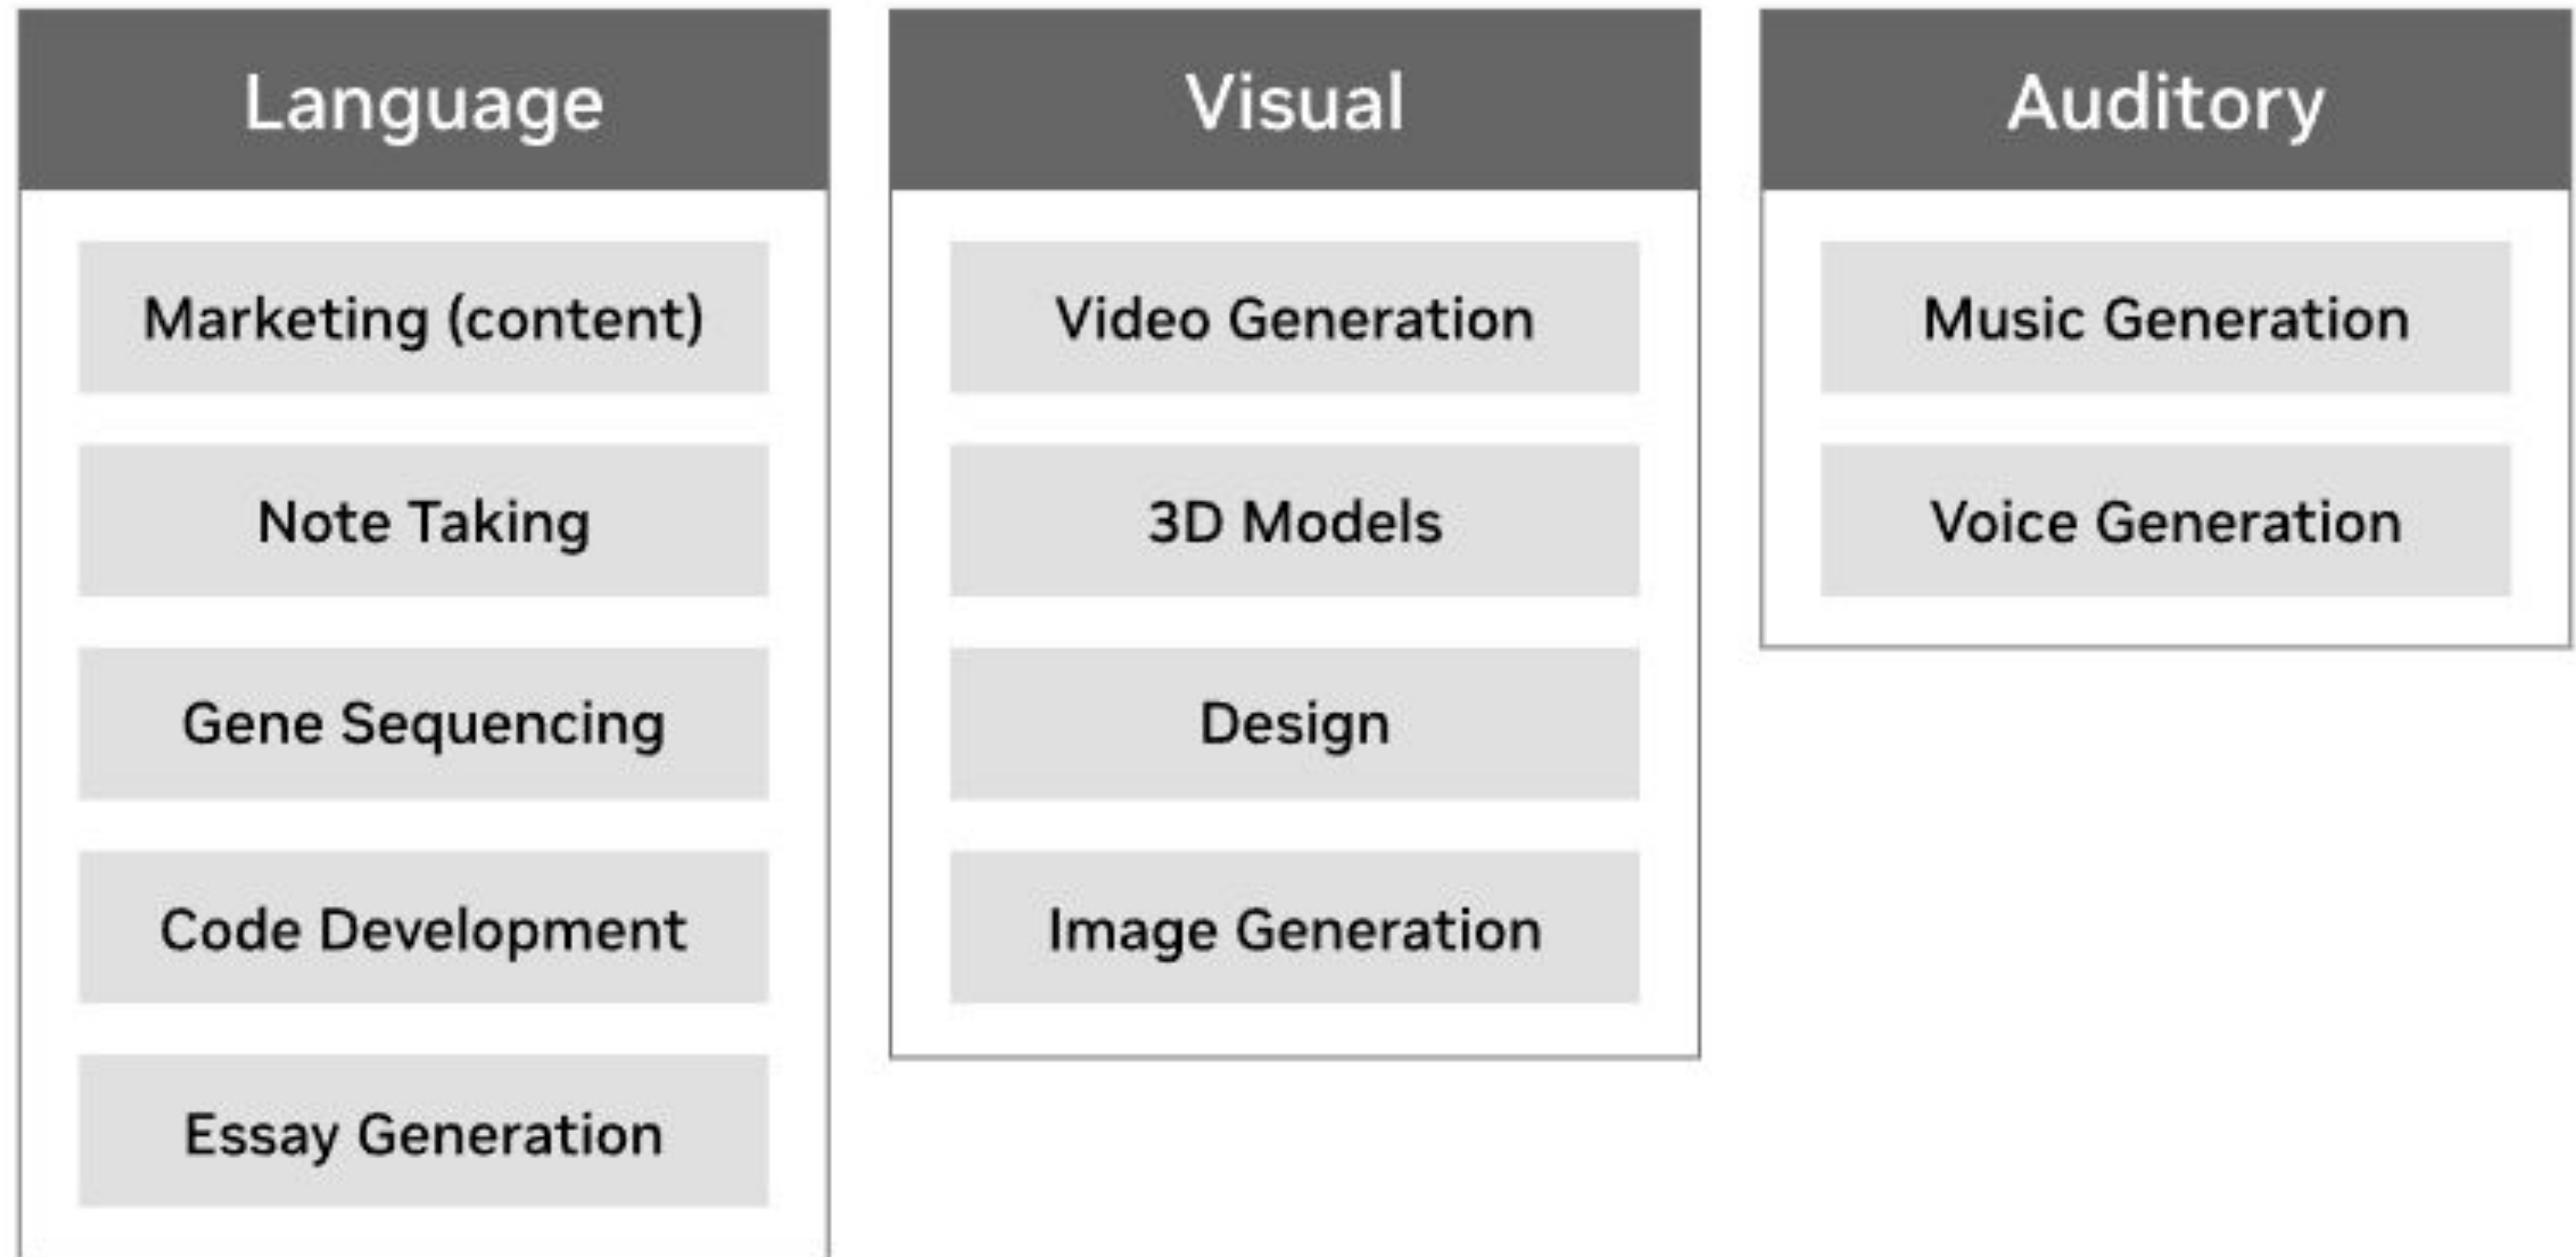 Language
Marketing (content)
Note Taking
Gene Sequencing
Code Development
Essay Generation
Visual
Video Generation
3D Models
Design
Image Generation
Auditory
Music Generation
Voice Generation